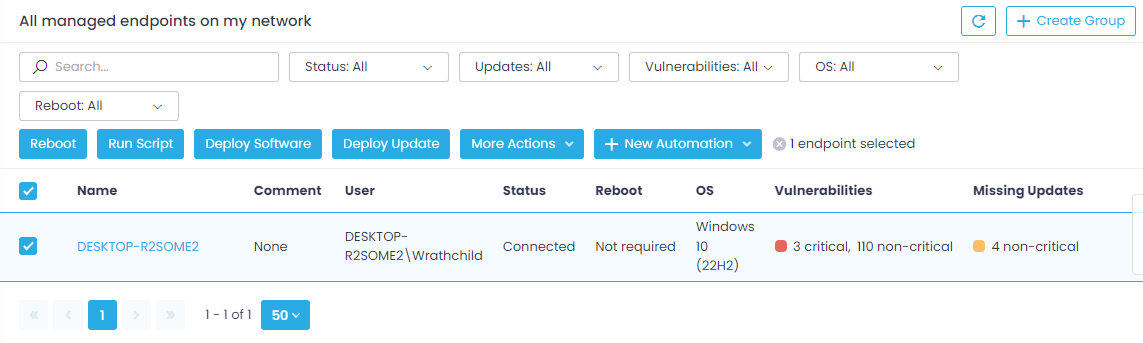 All managed endpoints on my network
Create Group
Search...
Status: All
Updates: All
Vulnerabilities: All
OS: All
Reboot: All
Reboot
Run Script
Deploy Software
Deploy Update
More Actions
New Automation
1 endpoint selected
Name Comment User Status Reboot OS Vulnerabilities Missing Updates
DESKTOP-R2SOME2
None
DESKTOP-
R2SOME2\Wrathchild
Connected
Not required
Windows
10
(22H2)
3 critical, 110 non-critical
4 non-critical
1
1 - 1 of 1
50